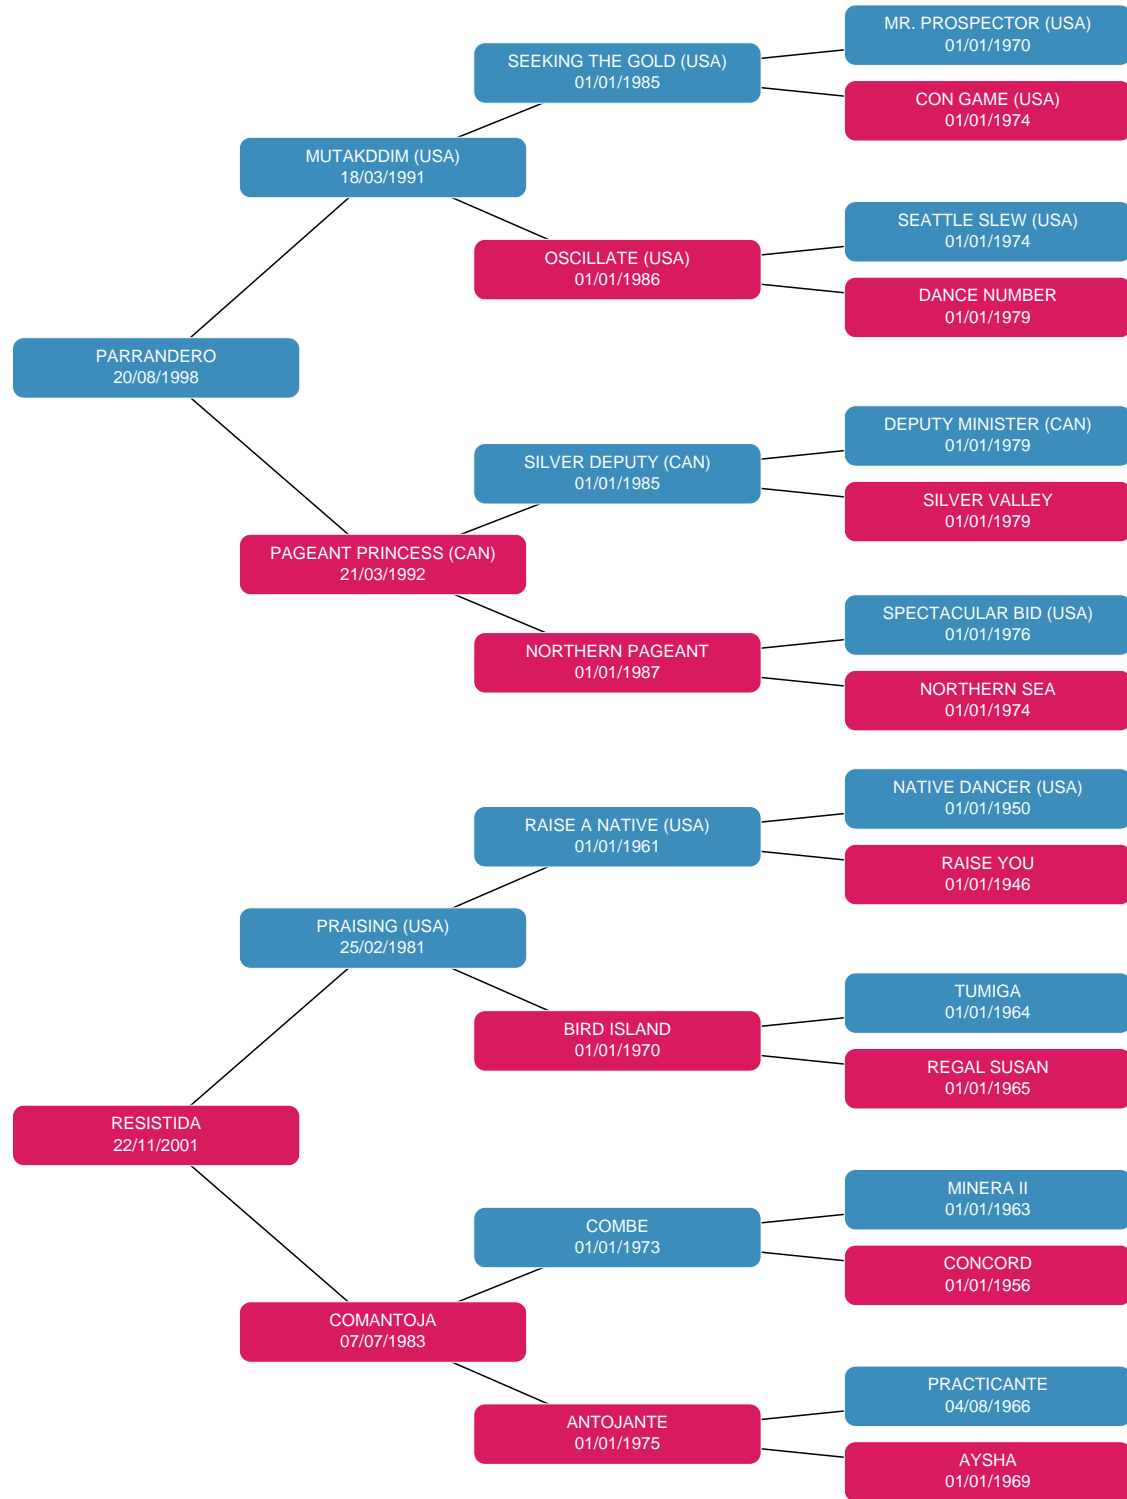 MR. PROSPECTOR (USA)
01/01/1970
SEEKING THE GOLD (USA)
01/01/1985
CON GAME (USA)
01/01/1974
MUTAKDDIM (USA)
18/03/1991
SEATTLE SLEW (USA)
01/01/1974
OSCILLATE (USA)
01/01/1986
DANCE NUMBER
01/01/1979
PARRANDERO
20/08/1998
DEPUTY MINISTER (CAN)
01/01/1979
SILVER DEPUTY (CAN)
01/01/1985
SILVER VALLEY
01/01/1979
PAGEANT PRINCESS (CAN)
21/03/1992
SPECTACULAR BID (USA)
01/01/1976
NORTHERN PAGEANT
01/01/1987
NORTHERN SEA
01/01/1974
NATIVE DANCER (USA)
01/01/1950
RAISE A NATIVE (USA)
01/01/1961
RAISE YOU
01/01/1946
PRAISING (USA)
25/02/1981
TUMIGA
01/01/1964
BIRD ISLAND
01/01/1970
REGAL SUSAN
01/01/1965
RESISTIDA
22/11/2001
MINERA II
01/01/1963
COMBE
01/01/1973
CONCORD
01/01/1956
COMANTOJA
07/07/1983
PRACTICANTE
04/08/1966
ANTOJANTE
01/01/1975
AYSHA
01/01/1969